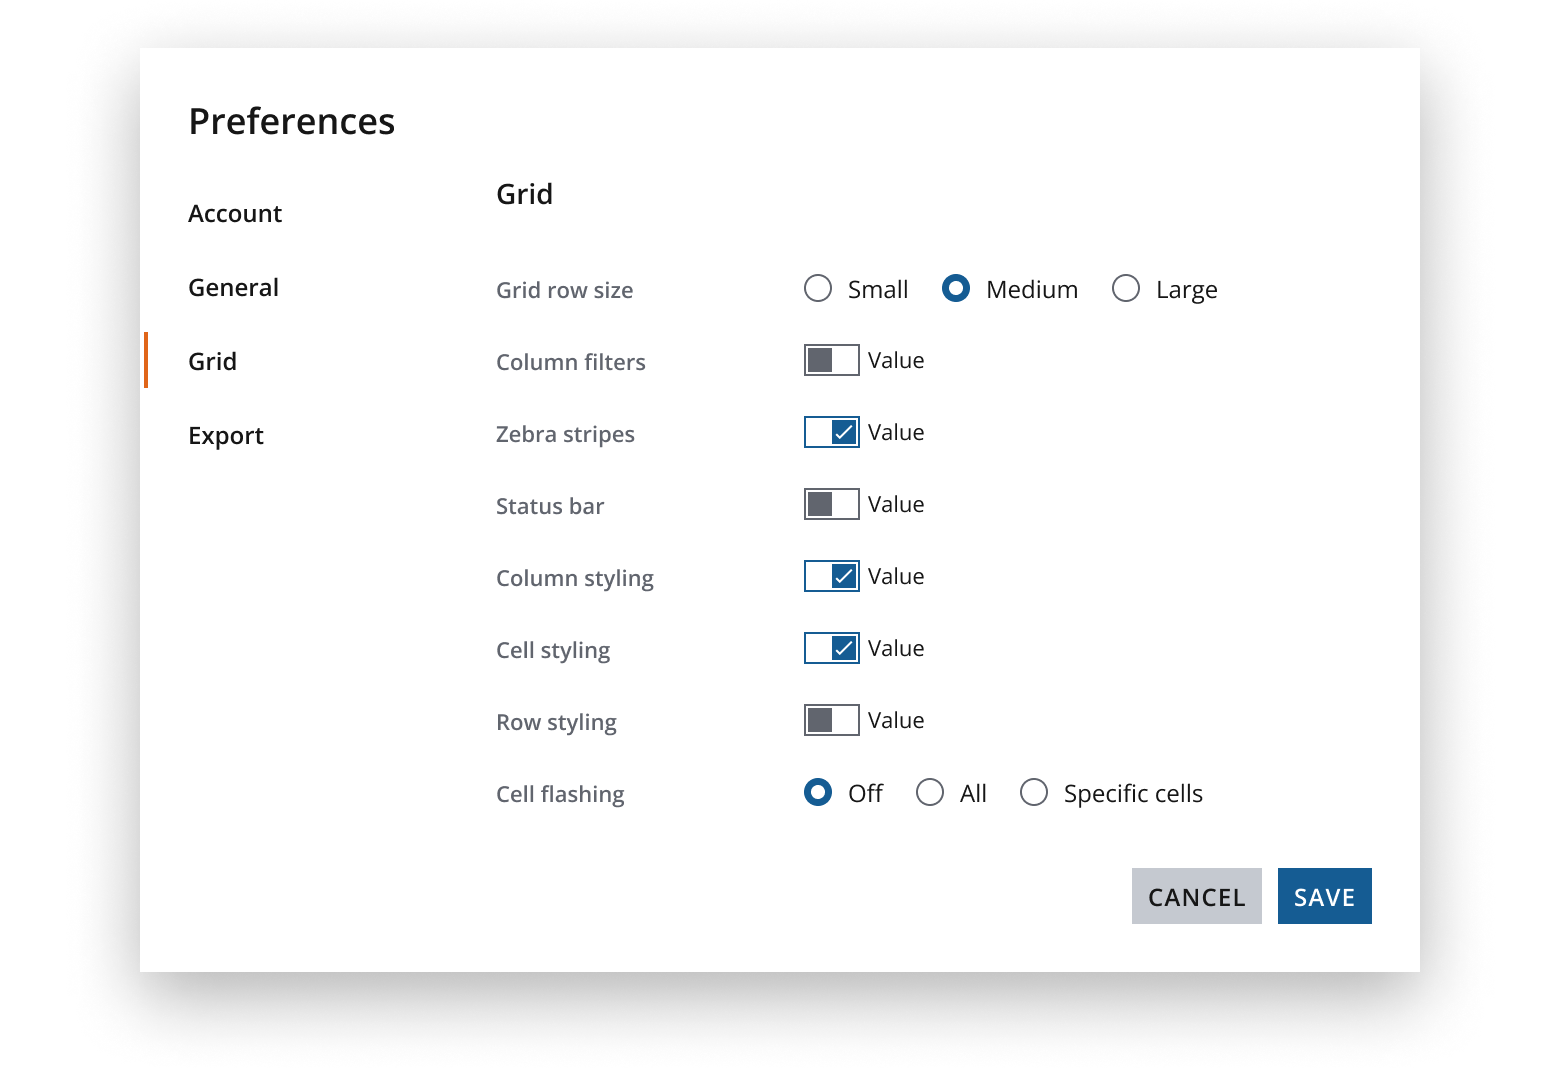 Preferences
Account
General
Grid
Export
Grid
Grid row size Small Medium Large
Column filters Value
Zebra stripes Value
Status bar Value
Column styling Value
Cell styling Value
Row styling Value
Cell flashing Off All Specific cells
CANCEL SAVE